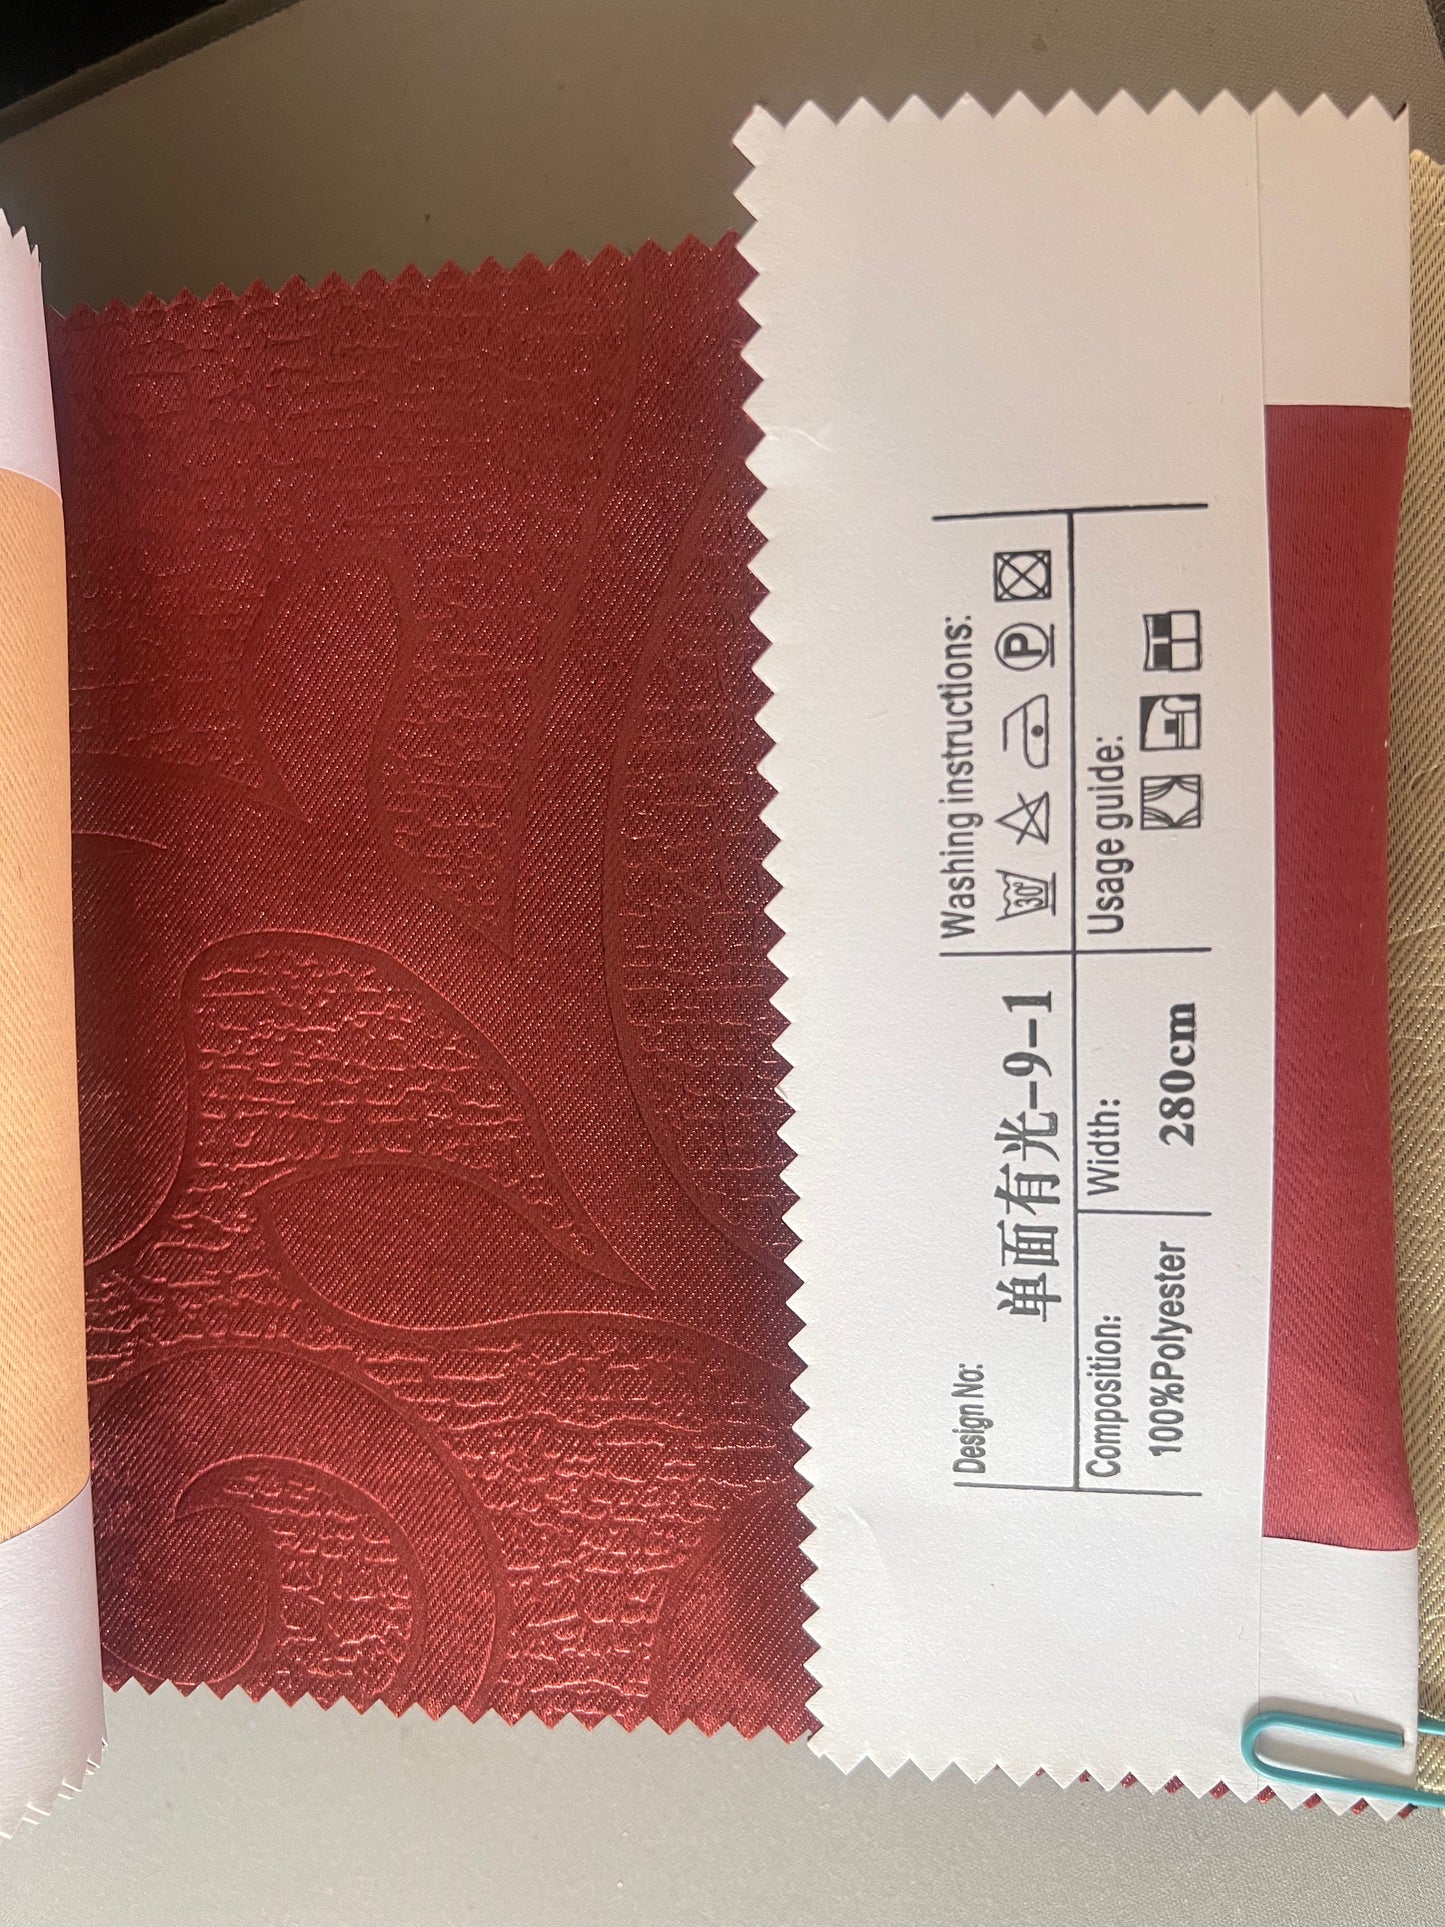 Design No:
单面有光-9-1
Washing instructions:
30°
P
Composition:
100%Polyester
Width:
280cm
Usage guide: